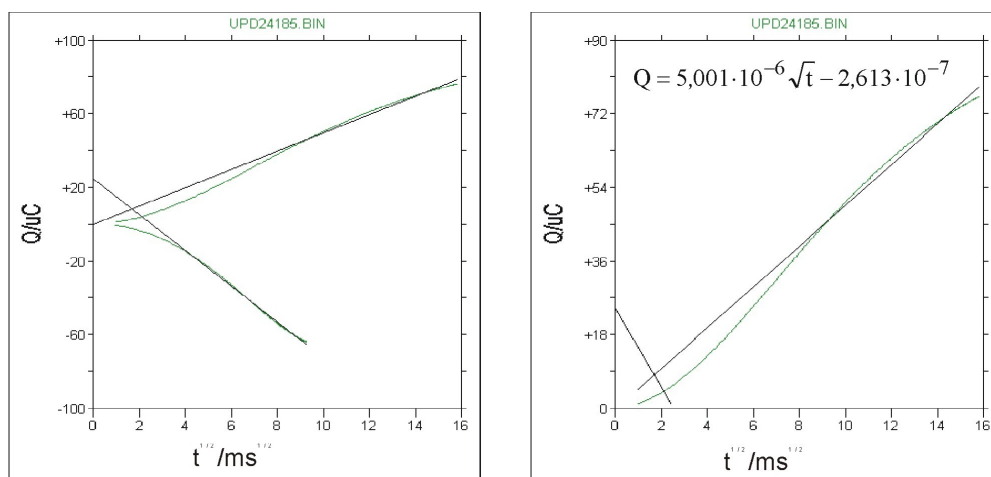 UPD24185.BIN
+100
+60
+20
-20
-60
-100
Q/uC
0 2 4 6 8 10 12 14 16
t^1/2/ms^1/2
UPD24185.BIN
+90
Q = 5,001·10^-6 √t − 2,613·10^-7
+72
+54
+36
+18
0
Q/uC
0 2 4 6 8 10 12 14 16
t^1/2/ms^1/2